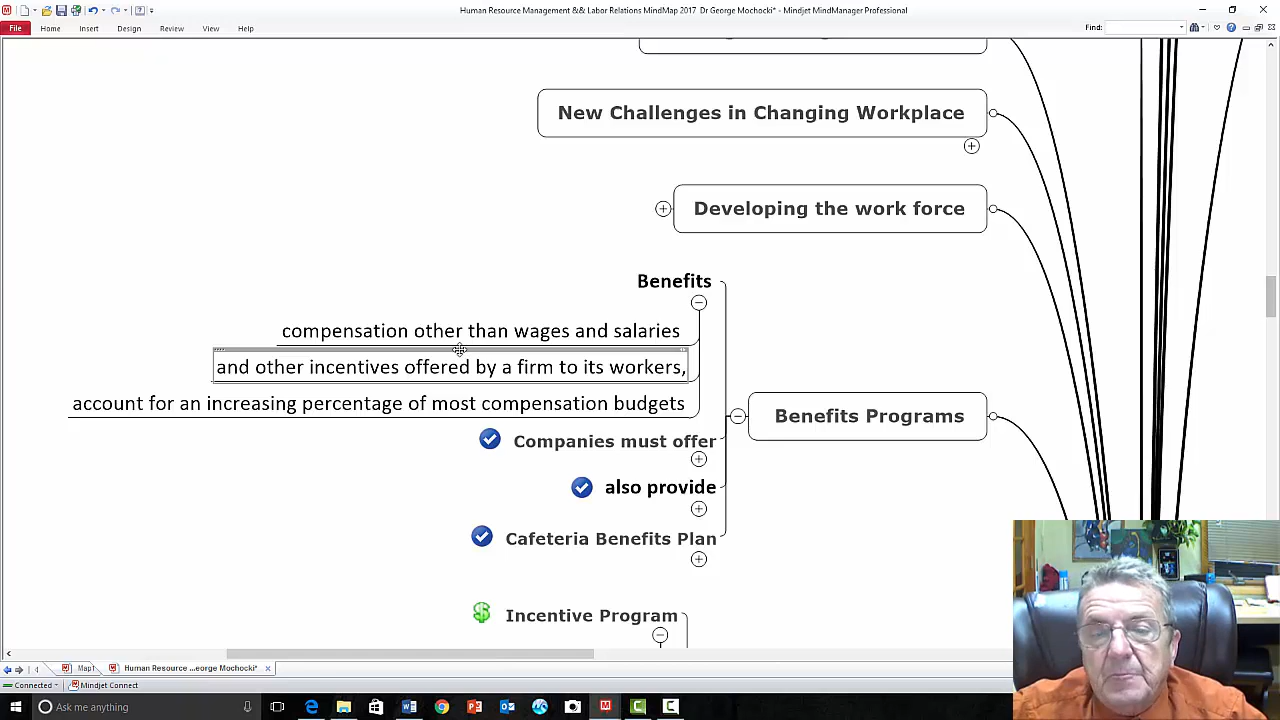 Human Resource Management && Labor Relations MindMap 2017 Dr George Mochocki* - Mindjet MindManager Professional
File Home Insert Design Review View Help Find:
New Challenges in Changing Workplace
Developing the work force
Benefits
compensation other than wages and salaries
and other incentives offered by a firm to its workers,
account for an increasing percentage of most compensation budgets
Benefits Programs
Companies must offer
also provide
Cafeteria Benefits Plan
Incentive Program
Map1 Human Resource ...eorge Mochocki*
Connected Mindjet Connect
Ask me anything